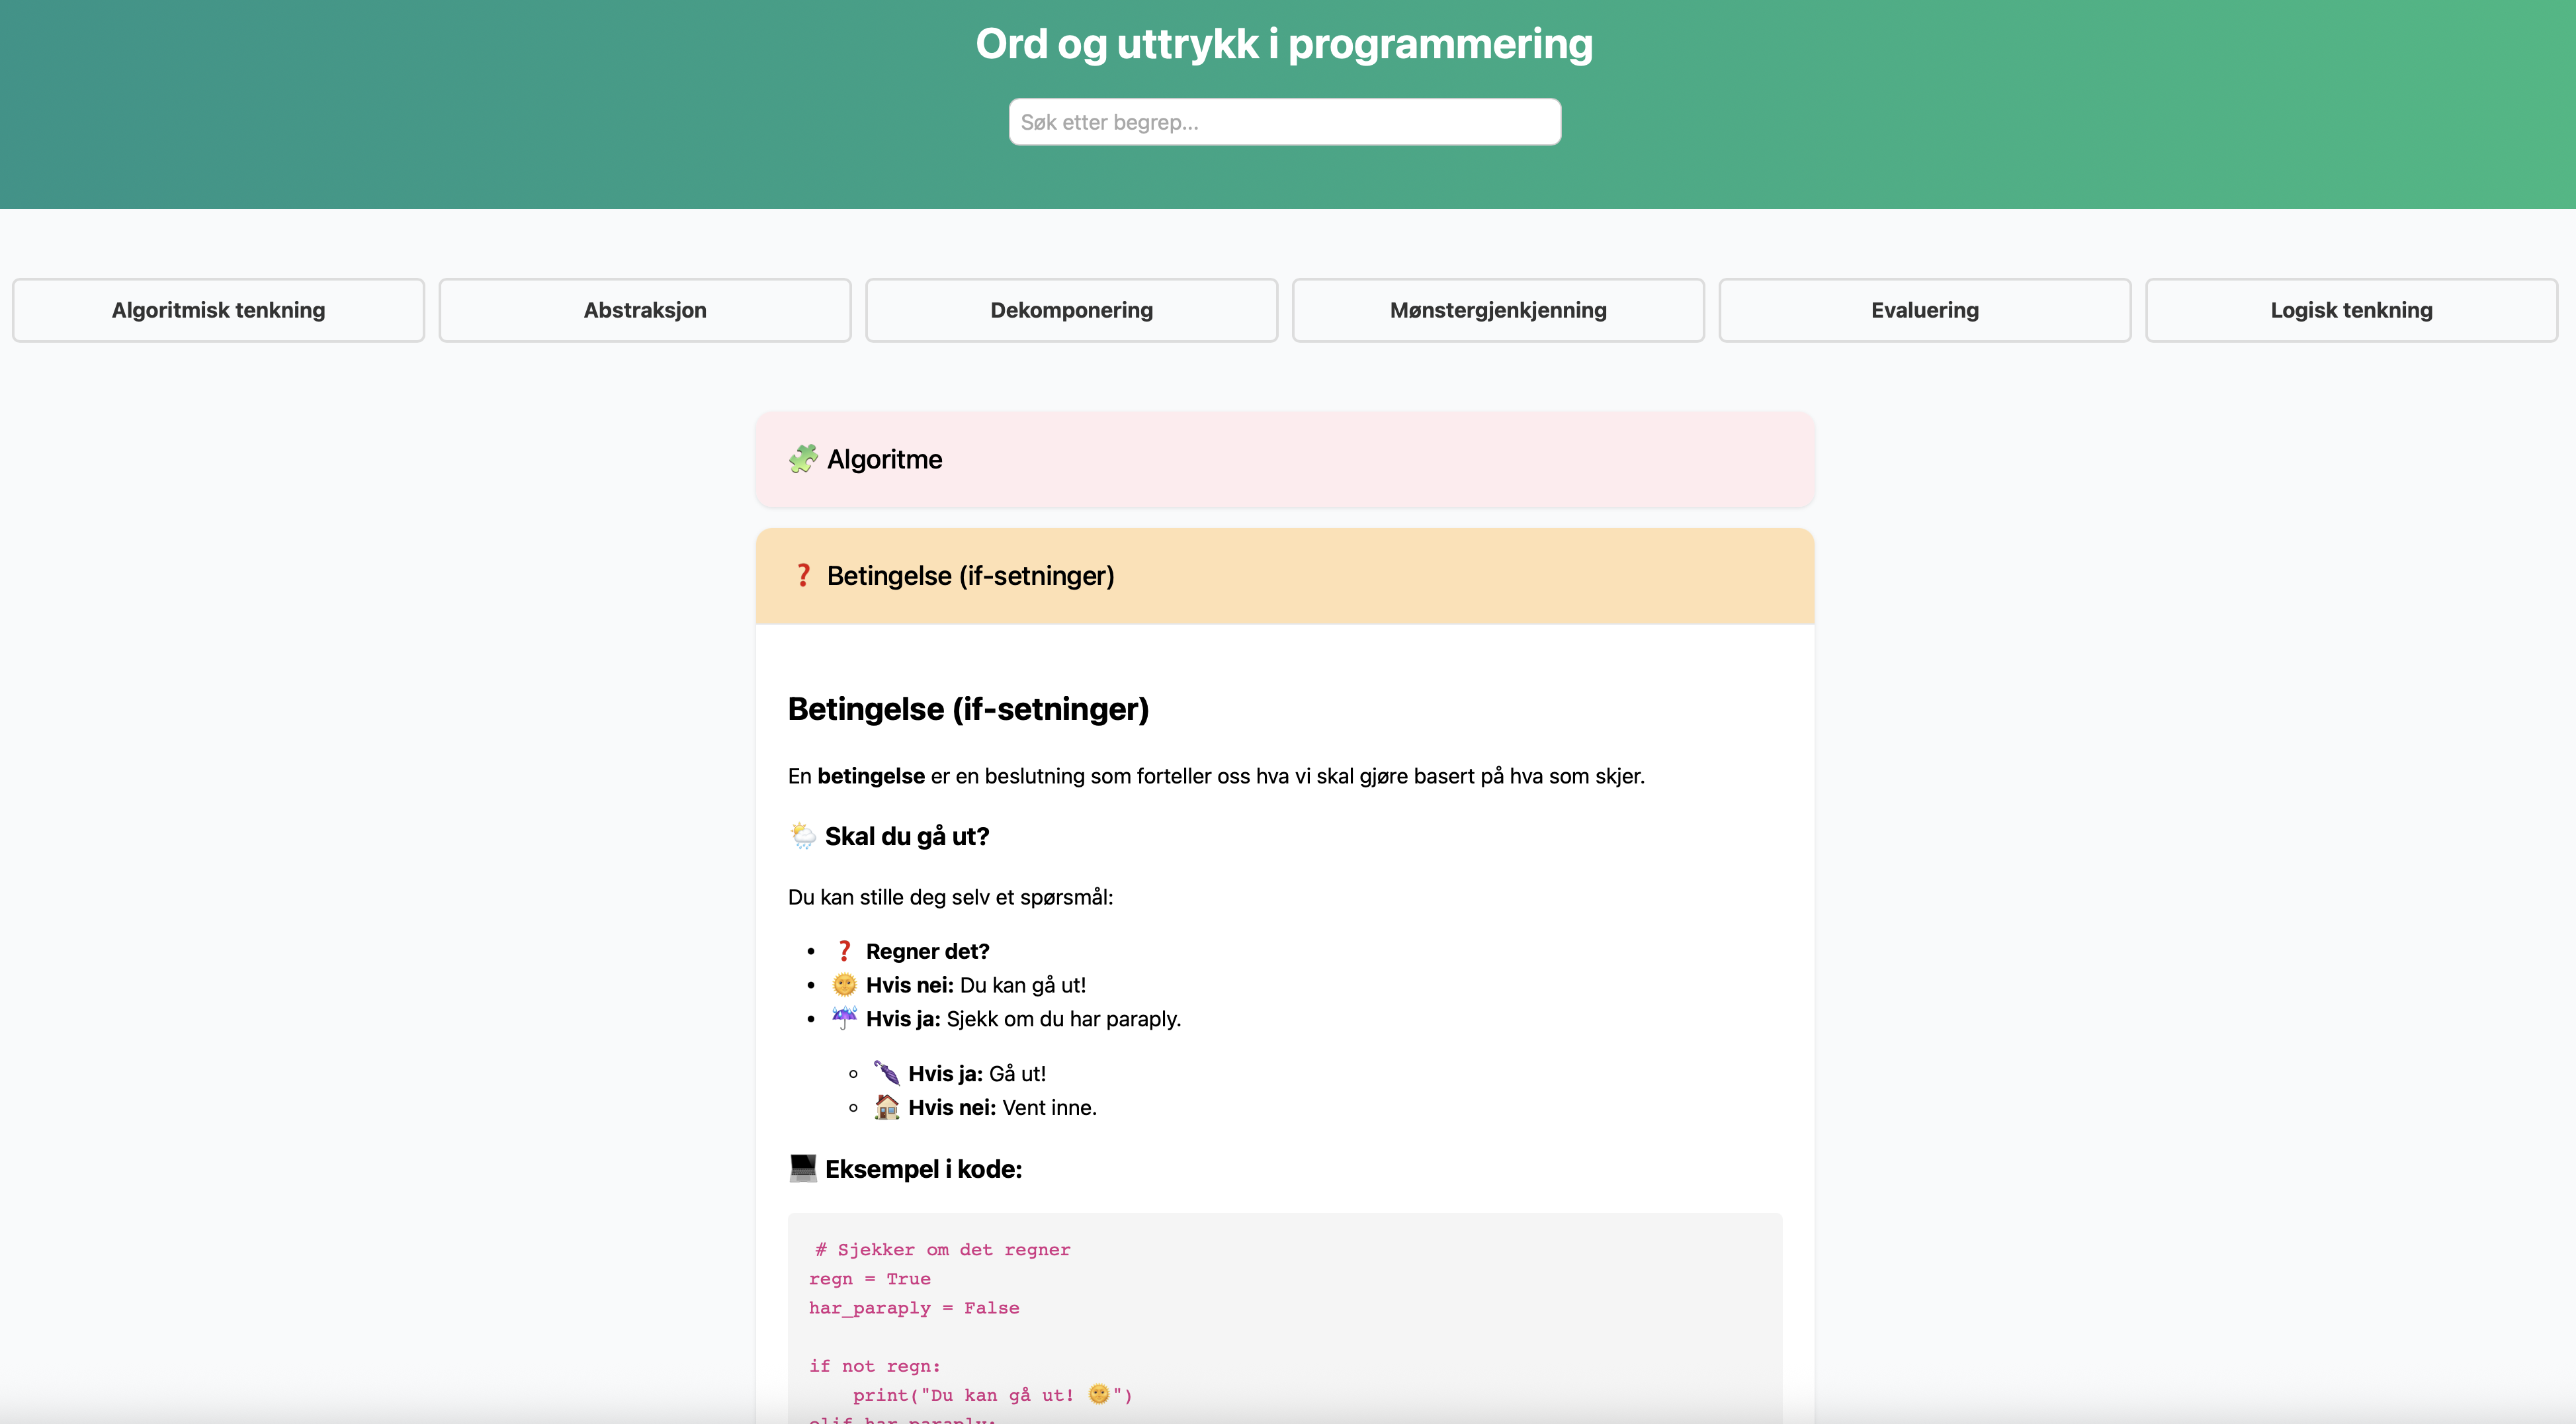 Ord og uttrykk i programmering
Søk etter begrep...
Algoritmisk tenkning
Abstraksjon
Dekomponering
Mønstergjenkjenning
Evaluering
Logisk tenkning
🧩 Algoritme
❓ Betingelse (if-setninger)
Betingelse (if-setninger)
En betingelse er en beslutning som forteller oss hva vi skal gjøre basert på hva som skjer.
🌦️ Skal du gå ut?
Du kan stille deg selv et spørsmål:
• ❓ Regner det?
• 🌞 Hvis nei: Du kan gå ut!
• ☔ Hvis ja: Sjekk om du har paraply.
◦ 🌂 Hvis ja: Gå ut!
◦ 🏠 Hvis nei: Vent inne.
💻 Eksempel i kode:
# Sjekker om det regner
regn = True
har_paraply = False
if not regn:
    print("Du kan gå ut! 🌞")
elif har_paraply: